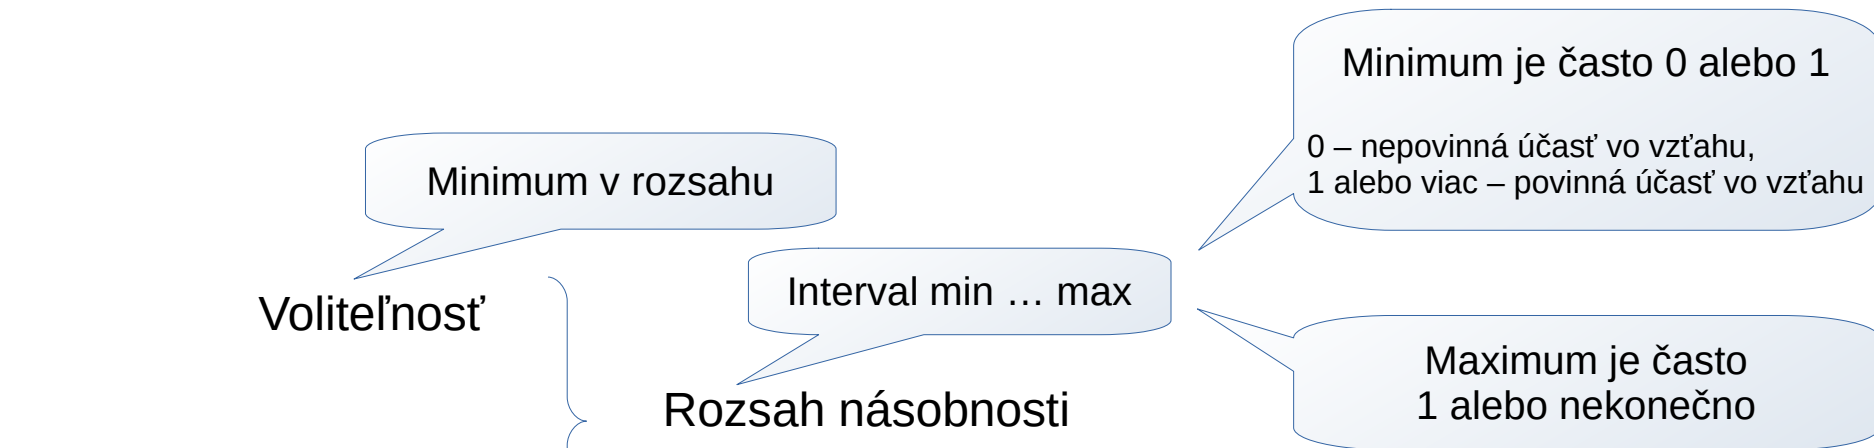 Minimum je často 0 alebo 1
0 – nepovinná účasť vo vzťahu,
1 alebo viac – povinná účasť vo vzťahu
Minimum v rozsahu
Interval min … max
Voliteľnosť
Maximum je často
1 alebo nekonečno
Rozsah násobnosti